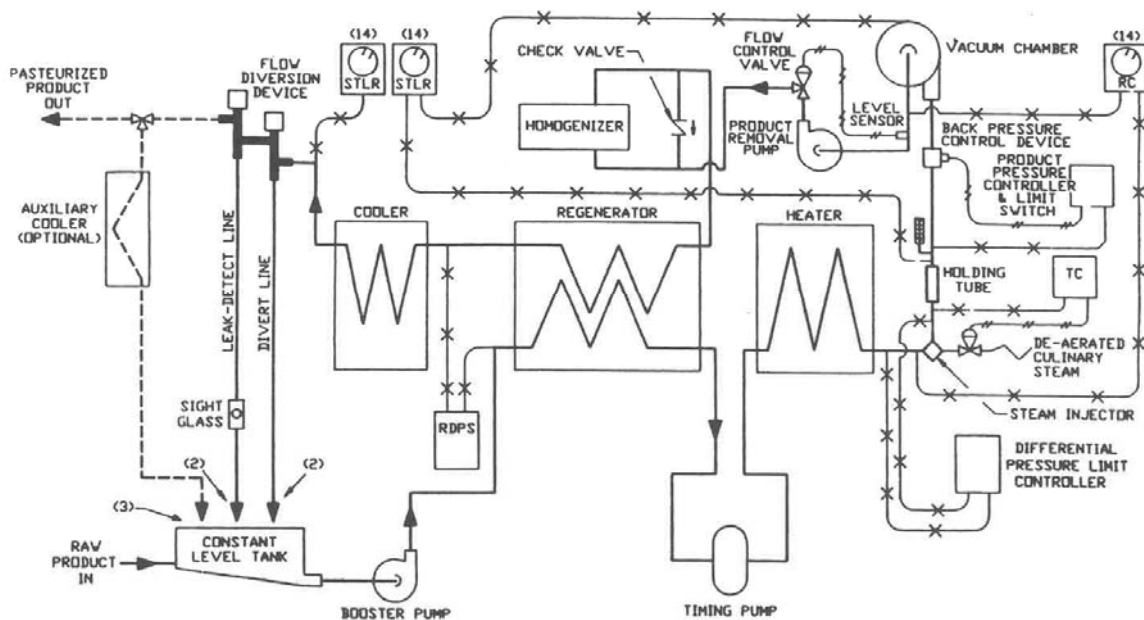 (14)
(14)
STLR
STLR
FLOW
DIVERSION
DEVICE
PASTEURIZED
PRODUCT
OUT
CHECK VALVE
FLOW
CONTROL
VALVE
VACUUM CHAMBER
(14)
RC
HOMOGENIZER
LEVEL
SENSOR
PRODUCT
REMOVAL
PUMP
BACK PRESSURE
CONTROL DEVICE
PRODUCT
PRESSURE
CONTROLLER
& LIMIT
SWITCH
AUXILIARY
COOLER
(OPTIONAL)
LEAK-DETECT LINE
DIVERT LINE
COOLER
REGENERATOR
HEATER
HOLDING
TUBE
TC
DE-AERATED
CULINARY
STEAM
STEAM INJECTOR
SIGHT
GLASS
RDPS
DIFFERENTIAL
PRESSURE LIMIT
CONTROLLER
(2)
(2)
(3)
CONSTANT
LEVEL TANK
RAW
PRODUCT
IN
BOOSTER PUMP
TIMING PUMP